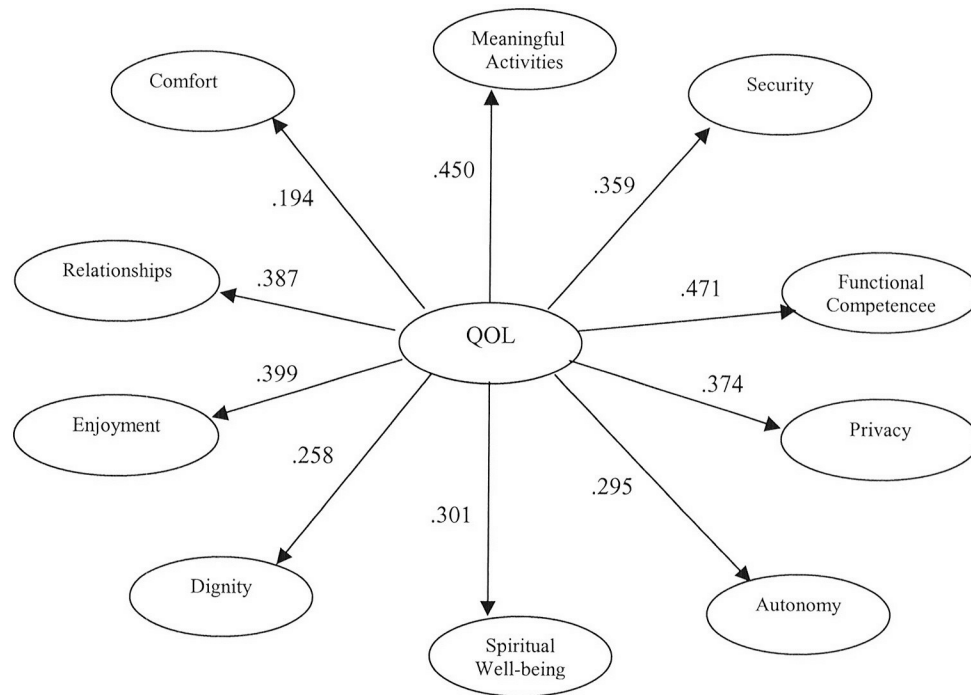 Meaningful
Activities
Comfort
Security
.450
.359
.194
Relationships
.387
.471
Functional
Competencee
QOL
.399
.374
Enjoyment
Privacy
.258
.295
.301
Dignity
Autonomy
Spiritual
Well-being